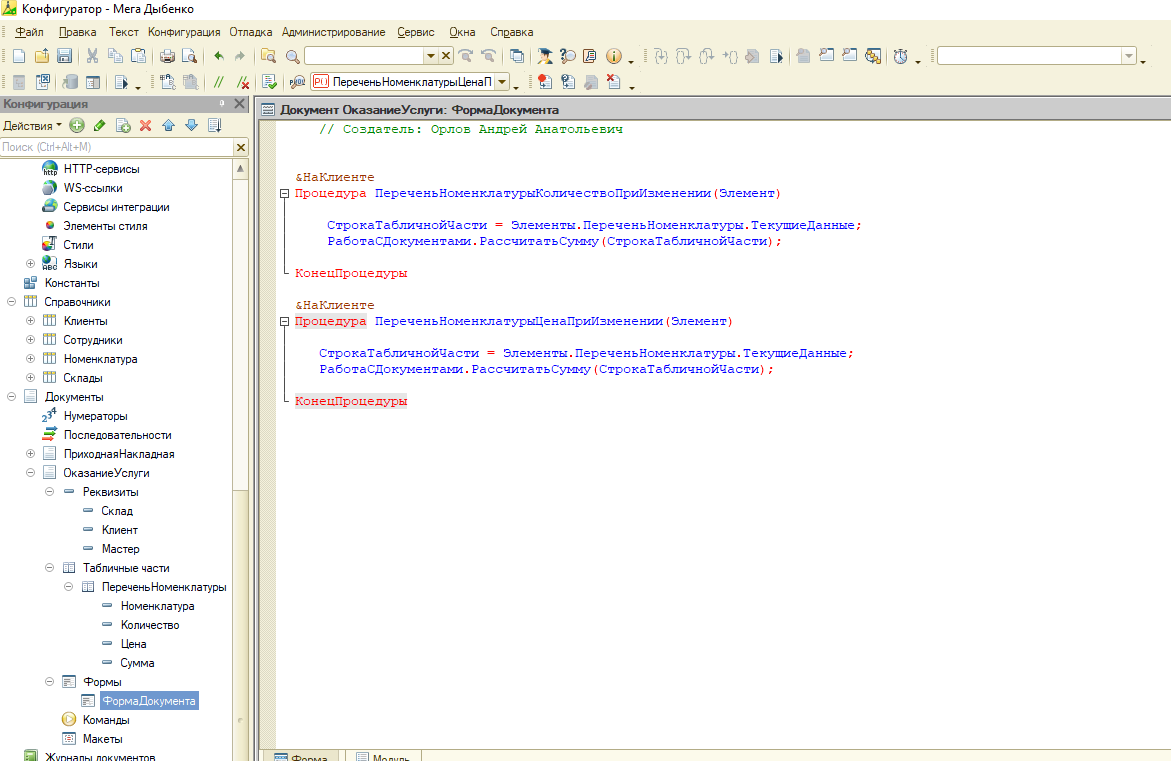 Конфигуратор - Мега Дыбенко
Файл Правка Текст Конфигурация Отладка Администрирование Сервис Окна Справка
ПереченьНоменклатурыЦенаП
Конфигурация
Действия
Поиск (Ctrl+Alt+M)
HTTP-сервисы
WS-ссылки
Сервисы интеграции
Элементы стиля
Стили
Языки
Константы
Справочники
Клиенты
Сотрудники
Номенклатура
Склады
Документы
Нумераторы
Последовательности
ПриходнаяНакладная
ОказаниеУслуги
Реквизиты
Склад
Клиент
Мастер
Табличные части
ПереченьНоменклатуры
Номенклатура
Количество
Цена
Сумма
Формы
ФормаДокумента
Команды
Макеты
Журналы документов
Документ ОказаниеУслуги: ФормаДокумента
// Создатель: Орлов Андрей Анатольевич
&НаКлиенте
Процедура ПереченьНоменклатурыКоличествоПриИзменении(Элемент)
СтрокаТабличнойЧасти = Элементы.ПереченьНоменклатуры.ТекущиеДанные;
РаботаСДокументами.РассчитатьСумму(СтрокаТабличнойЧасти);
КонецПроцедуры
&НаКлиенте
Процедура ПереченьНоменклатурыЦенаПриИзменении(Элемент)
СтрокаТабличнойЧасти = Элементы.ПереченьНоменклатуры.ТекущиеДанные;
РаботаСДокументами.РассчитатьСумму(СтрокаТабличнойЧасти);
КонецПроцедуры
Форма Модуль